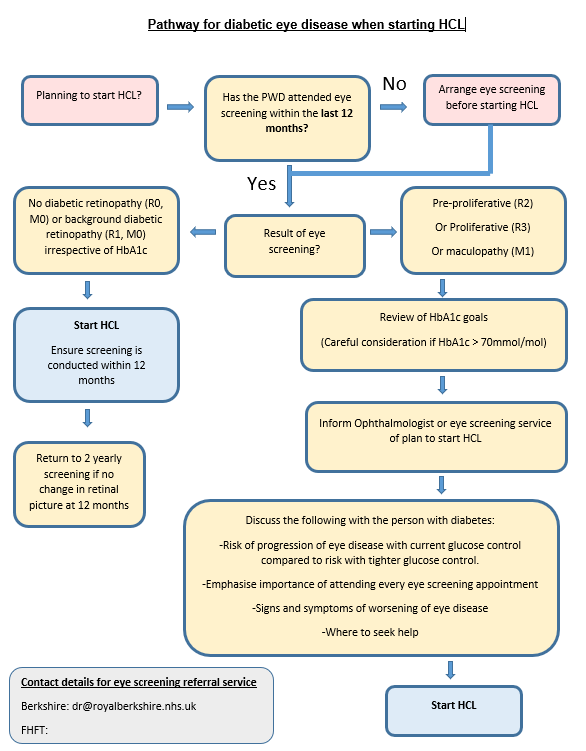 Pathway for diabetic eye disease when starting HCL
Planning to start HCL?
Has the PWD attended eye
screening within the last 12
months?
No
Arrange eye screening
before starting HCL
Yes
No diabetic retinopathy (R0,
M0) or background diabetic
retinopathy (R1, M0)
irrespective of HbA1c
Result of eye
screening?
Pre-proliferative (R2)
Or Proliferative (R3)
Or maculopathy (M1)
Start HCL
Ensure screening is
conducted within 12
months
Review of HbA1c goals
(Careful consideration if HbA1c > 70mmol/mol)
Return to 2 yearly
screening if no
change in retinal
picture at 12 months
Inform Ophthalmologist or eye screening service
of plan to start HCL
Discuss the following with the person with diabetes:
-Risk of progression of eye disease with current glucose control
compared to risk with tighter glucose control.
-Emphasise importance of attending every eye screening appointment
-Signs and symptoms of worsening of eye disease
-Where to seek help
Start HCL
Contact details for eye screening referral service
Berkshire: dr@royalberkshire.nhs.uk
FHFT: